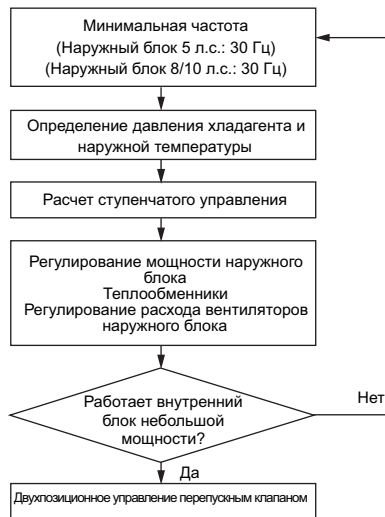 Минимальная частота
(Наружный блок 5 л.с.: 30 Гц)
(Наружный блок 8/10 л.с.: 30 Гц)
Определение давления хладагента и
наружной температуры
Расчет ступенчатого управления
Регулирование мощности наружного
блока
Теплообменники
Регулирование расхода вентиляторов
наружного блока
Работает внутренний
блок небольшой
мощности?
Нет
Да
Двухпозиционное управление перепускным клапаном